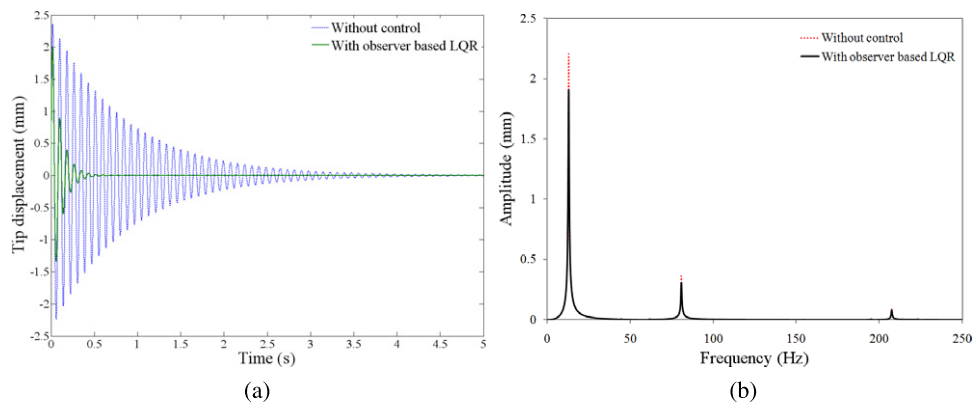 2.5
2
1.5
1
0.5
0
-0.5
-1
-1.5
-2
2.5
Tip displacement (mm)
Without control
With observer based LQR
0 0.5 1 1.5 2 2.5 3 3.5 4 4.5 5
Time (s)
(a)
2.5
2
1.5
1
0.5
0
Amplitude (mm)
Without control
With observer based LQR
0 50 100 150 200 250
Frequency (Hz)
(b)